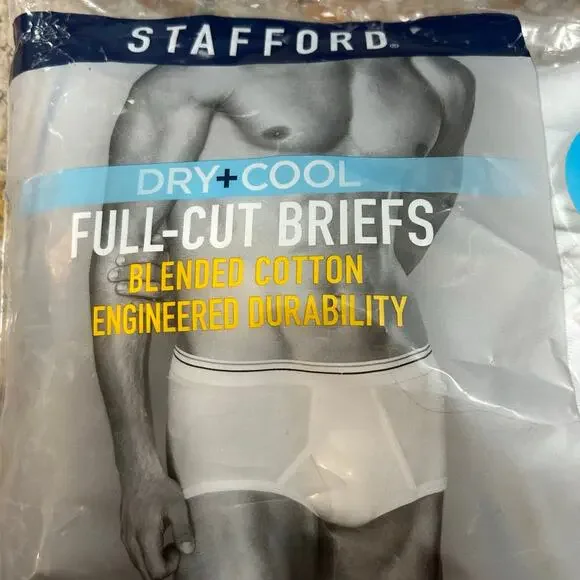 STAFFORD®
DRY+COOL
FULL-CUT BRIEFS
BLENDED COTTON
ENGINEERED DURABILITY